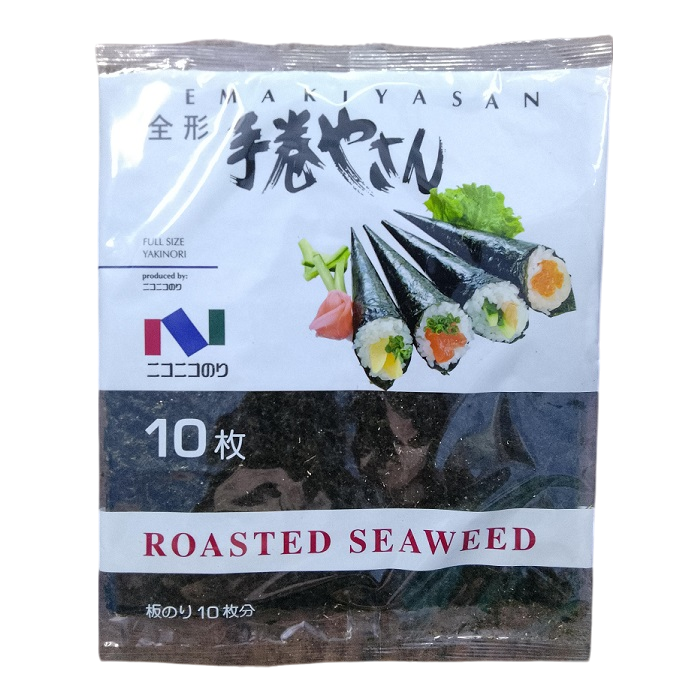 EMAKIYASAN
全形 手巻やさん
FULL SIZE
YAKINORI
produced by:
ニコニコのり
ニコニコのり
10枚
ROASTED SEAWEED
板のり10枚分